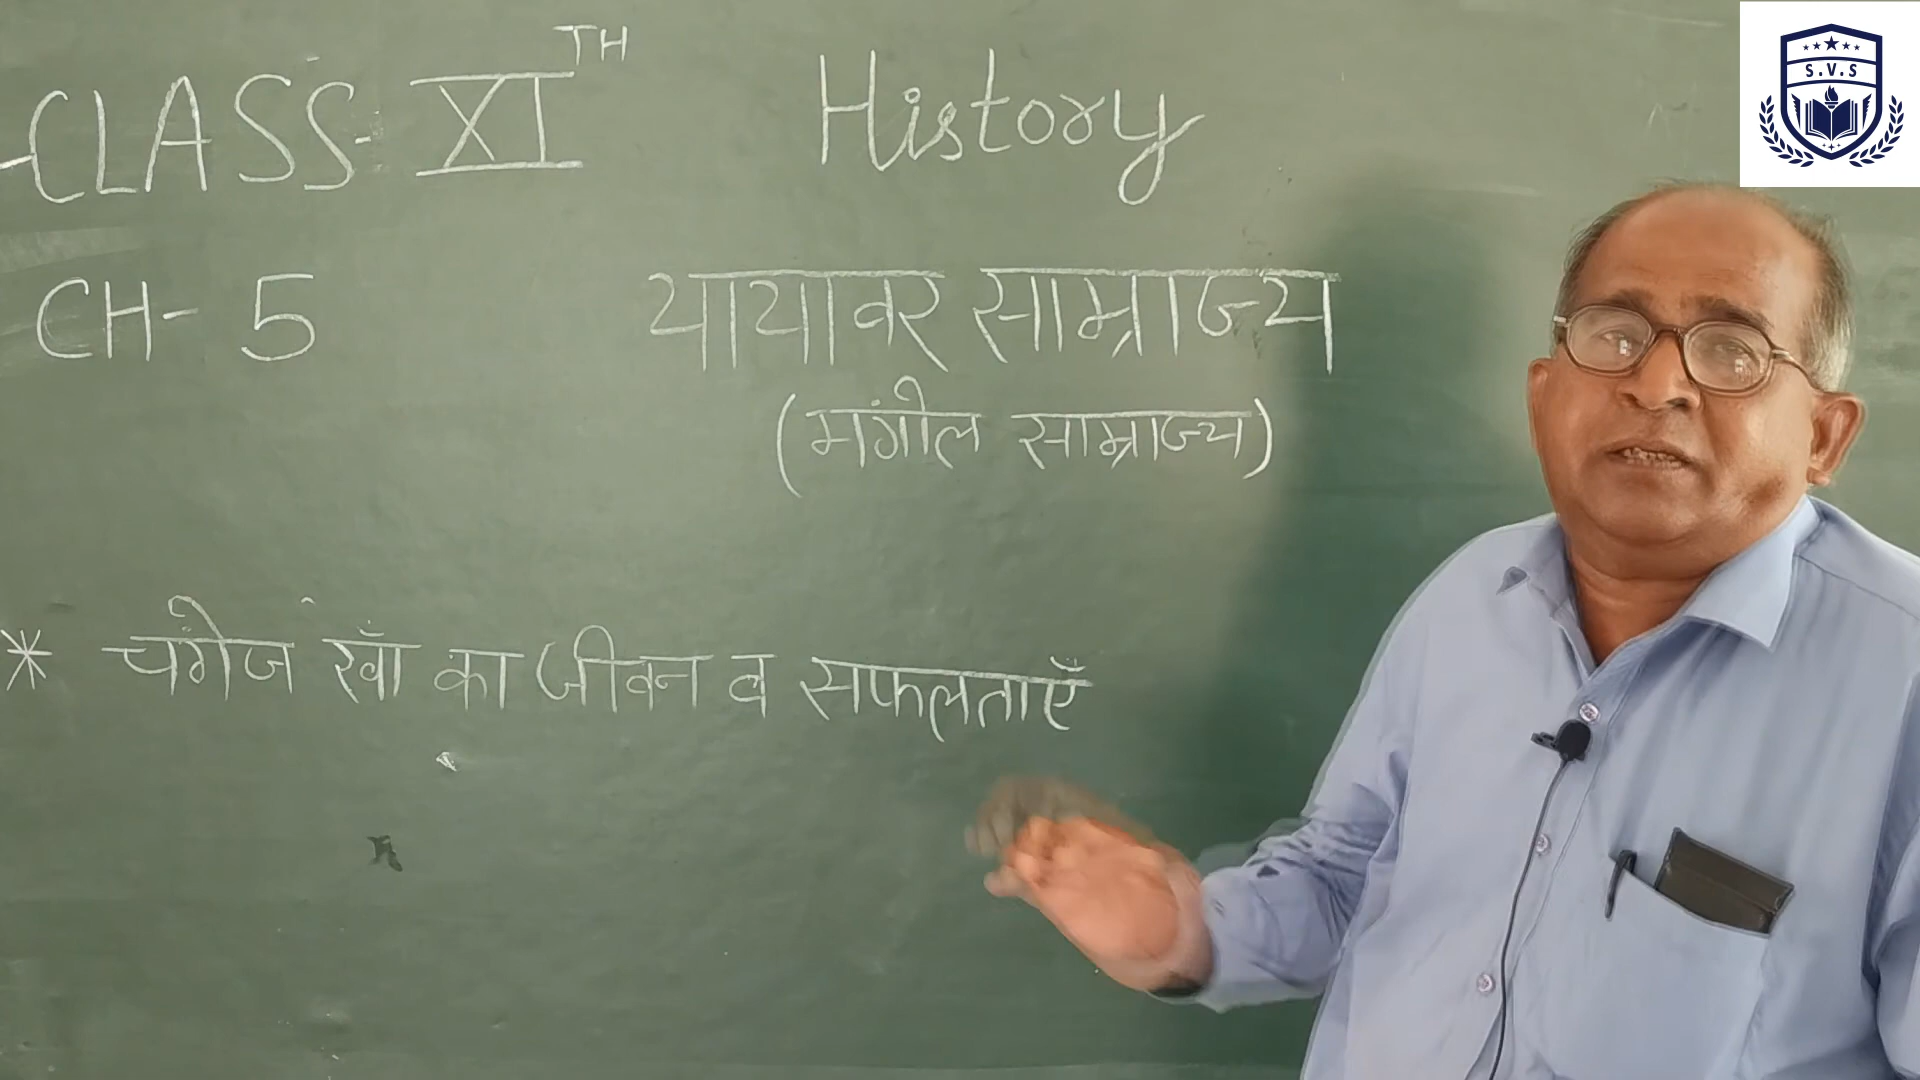 CLASS- XI TH History
S.V.S
CH- 5 यायावर साम्राज्य
(मंगोल साम्राज्य)
* चंगेज खाँ का जीवन व सफलताएँ